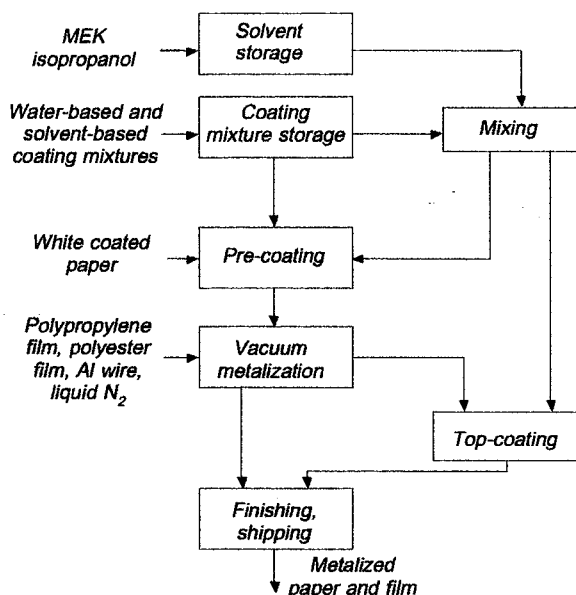 MEK
isopropanol
Solvent
storage
Water-based and
solvent-based
coating mixtures
Coating
mixture storage
Mixing
White coated
paper
Pre-coating
Polypropylene
film, polyester
film, Al wire,
liquid N₂
Vacuum
metalization
Top-coating
Finishing,
shipping
Metalized
paper and film